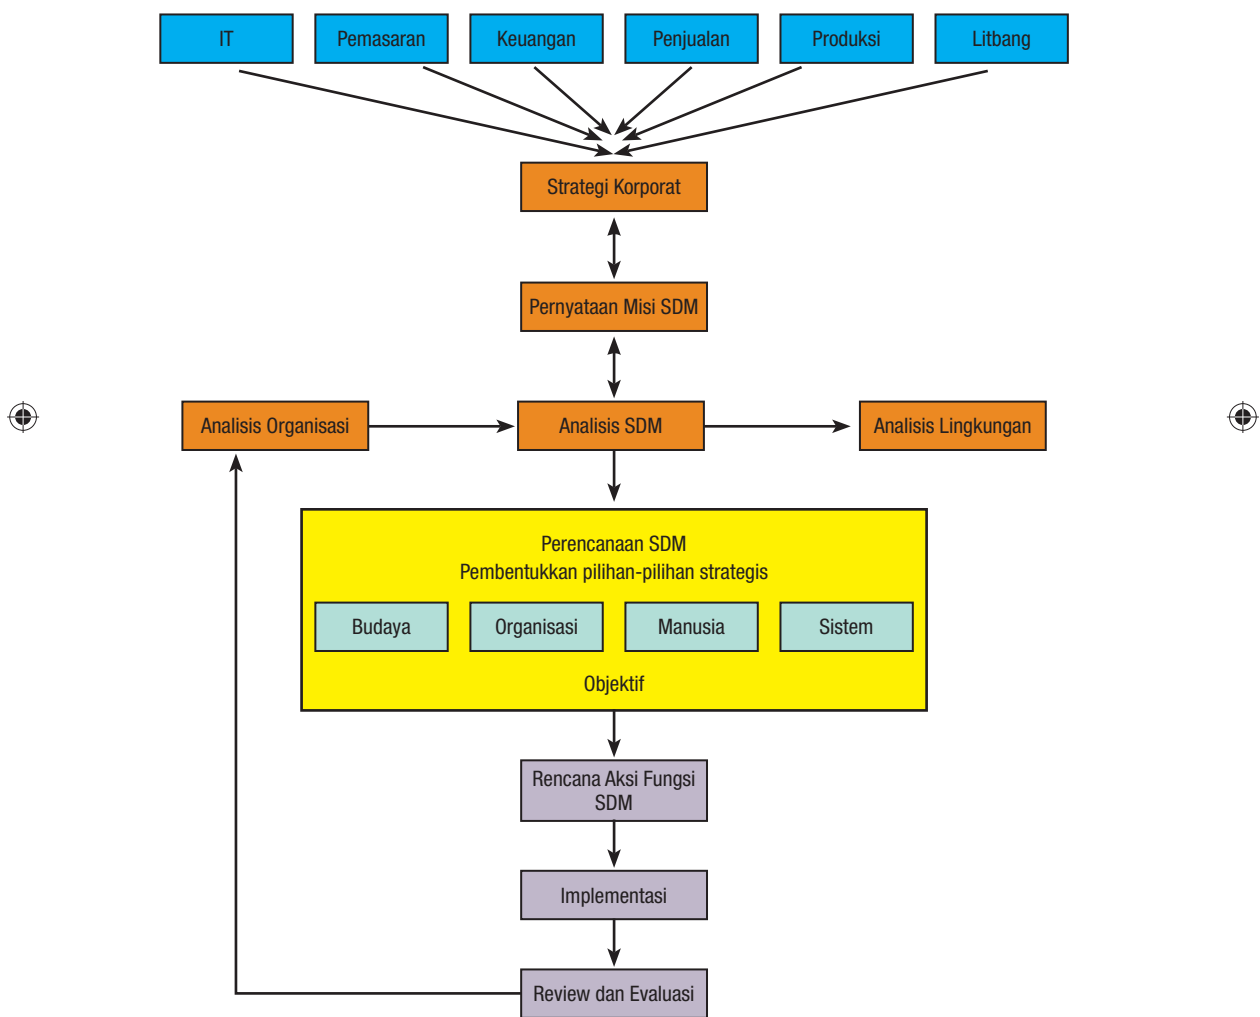 IT
Pemasaran
Keuangan
Penjualan
Produksi
Litbang
Strategi Korporat
Pernyataan Misi SDM
Analisis Organisasi
Analisis SDM
Analisis Lingkungan
Perencanaan SDM
Pembentukkan pilihan-pilihan strategis
Budaya
Organisasi
Manusia
Sistem
Objektif
Rencana Aksi Fungsi
SDM
Implementasi
Review dan Evaluasi